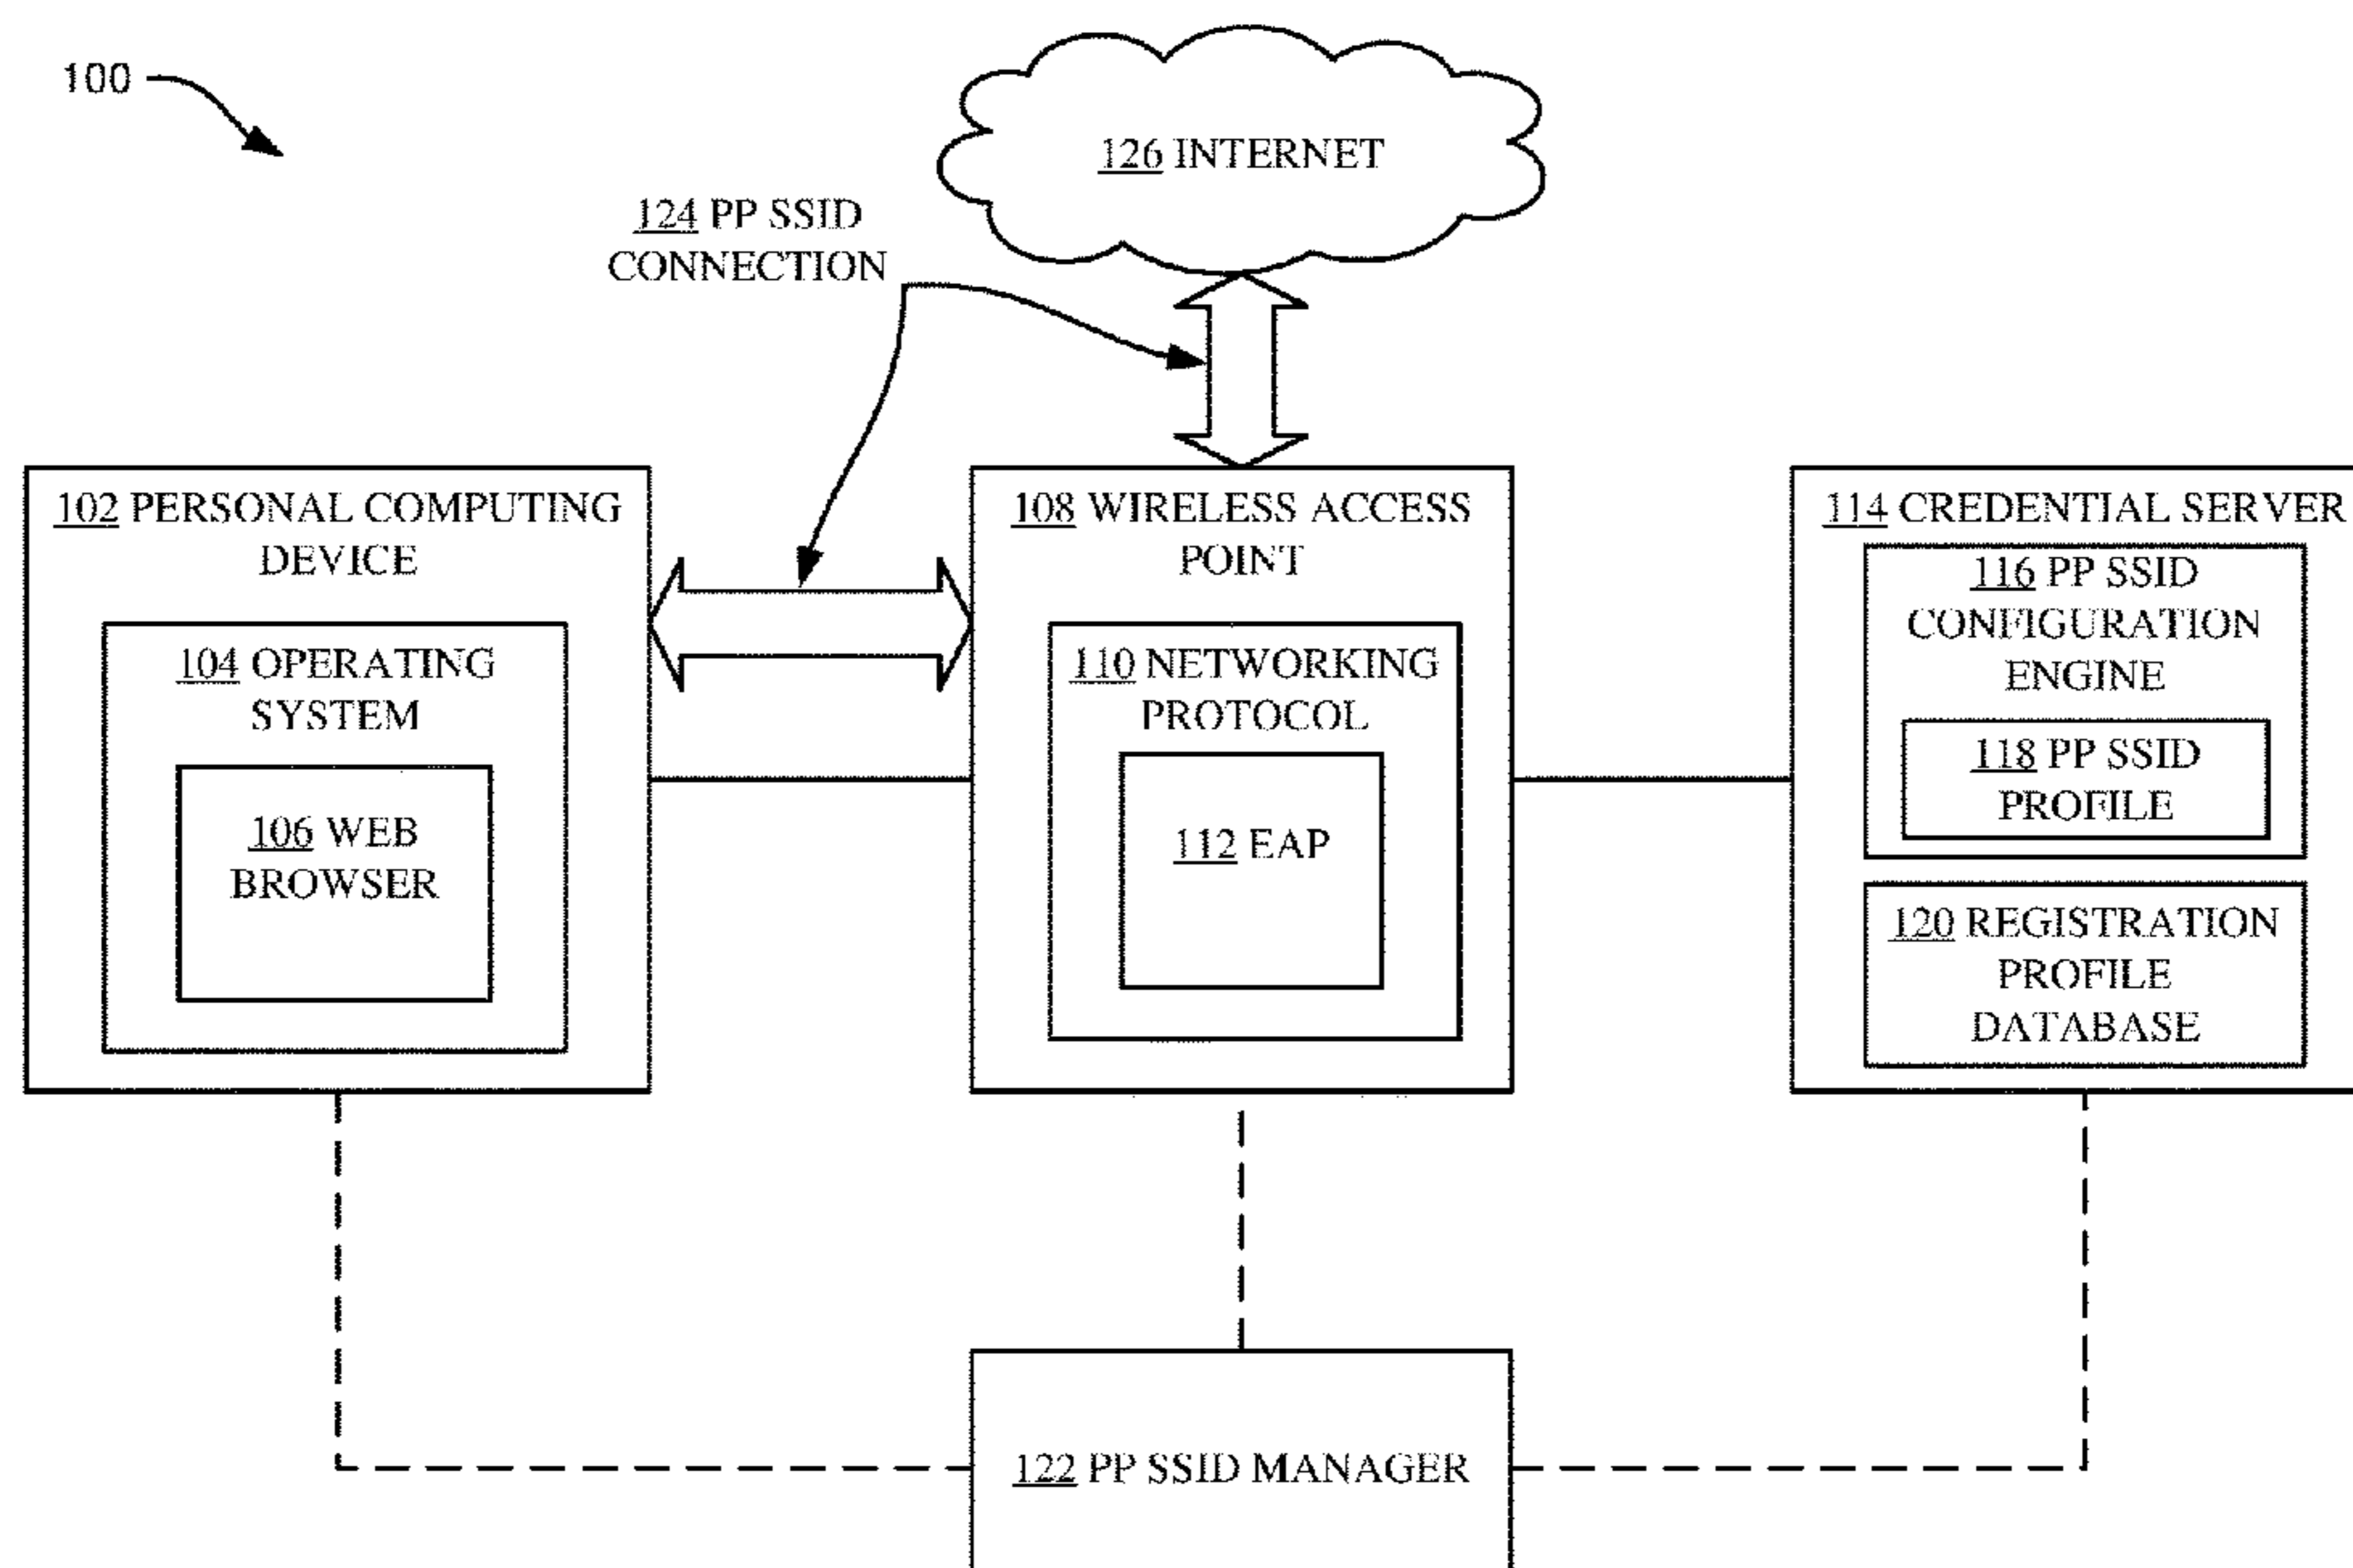 100
126 INTERNET
124 PP SSID
CONNECTION
102 PERSONAL COMPUTING
DEVICE
104 OPERATING
SYSTEM
106 WEB
BROWSER
108 WIRELESS ACCESS
POINT
110 NETWORKING
PROTOCOL
112 EAP
114 CREDENTIAL SERVER
116 PP SSID
CONFIGURATION
ENGINE
118 PP SSID
PROFILE
120 REGISTRATION
PROFILE
DATABASE
122 PP SSID MANAGER